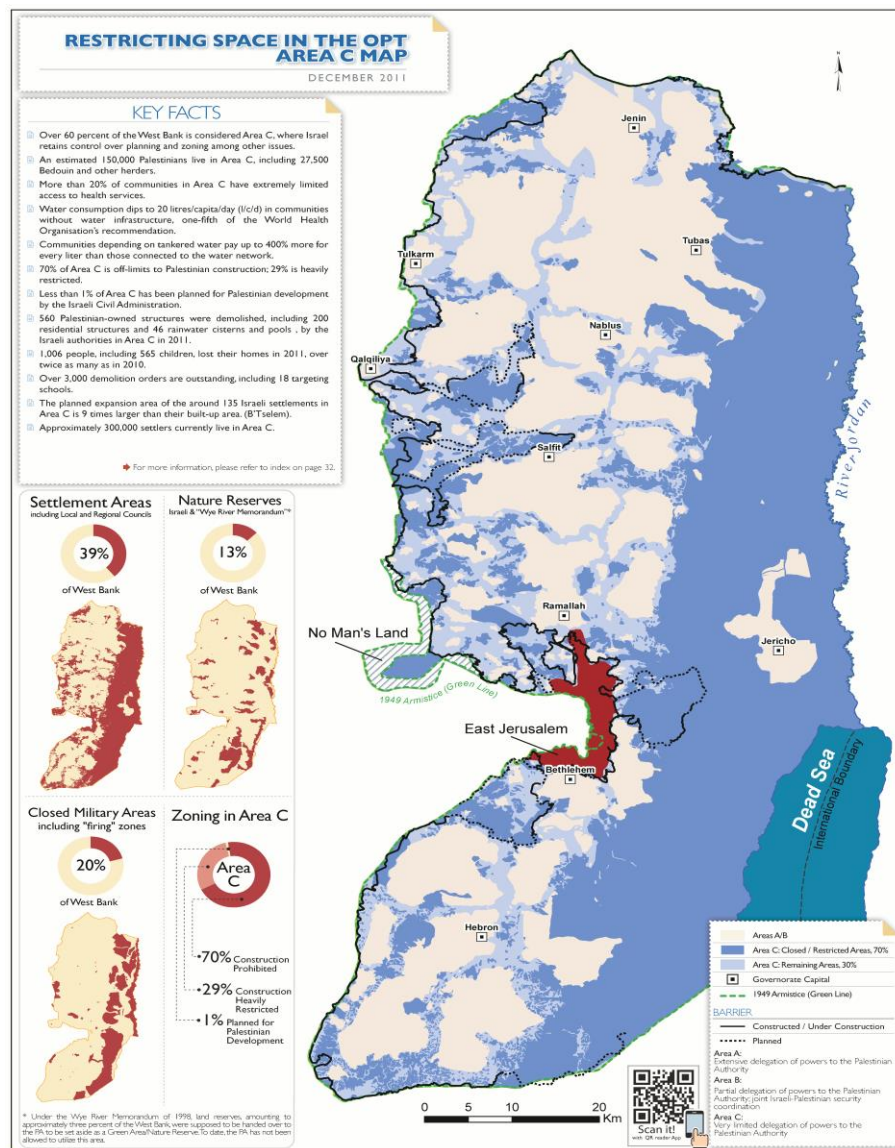 RESTRICTING SPACE IN THE OPT
AREA C MAP
DECEMBER 2011
KEY FACTS
Over 60 percent of the West Bank is considered Area C, where Israel
retains control over planning and zoning among other issues.
An estimated 150,000 Palestinians live in Area C, including 27,500
Bedouin and other herders.
More than 20% of communities in Area C have extremely limited
access to health services.
Water consumption dips to 20 litres/capita/day (l/c/d) in communities
without water infrastructure, one-fifth of the World Health
Organisation's recommendation.
Communities depending on tankered water pay up to 400% more for
every liter than those connected to the water network.
70% of Area C is off-limits to Palestinian construction; 29% is heavily
restricted.
Less than 1% of Area C has been planned for Palestinian development
by the Israeli Civil Administration.
560 Palestinian-owned structures were demolished, including 200
residential structures and 46 rainwater cisterns and pools , by the
Israeli authorities in Area C in 2011.
1,006 people, including 565 children, lost their homes in 2011, over
twice as many as in 2010.
Over 3,000 demolition orders are outstanding, including 18 targeting
schools.
The planned expansion area of the around 135 Israeli settlements in
Area C is 9 times larger than their built-up area. (B'Tselem).
Approximately 300,000 settlers currently live in Area C.
For more information, please refer to index on page 32.
Settlement Areas
including Local and Regional Councils
39%
of West Bank
Nature Reserves
Israeli & "Wye River Memorandum"*
13%
of West Bank
Closed Military Areas
including "firing" zones
20%
of West Bank
Zoning in Area C
Area
C
70% Construction
Prohibited
29% Construction
Heavily
Restricted
1% Planned for
Palestinian
Development
* Under the Wye River Memorandum of 1998, land reserves, amounting to
approximately three percent of the West Bank, were supposed to be handed over to
the PA to be set aside as a Green Area/Nature Reserve. To date, the PA has not been
allowed to utilize this area.
N
Jenin
Tubas
Tulkarm
Nablus
Qalqiliya
Salfit
River Jordan
Ramallah
Jericho
No Man's Land
1949 Armistice (Green Line)
East Jerusalem
Bethlehem
Dead Sea
International Boundary
Hebron
0 5 10 20
Km
Scan it!
with QR reader App
Areas A/B
Area C: Closed / Restricted Areas, 70%
Area C: Remaining Areas, 30%
Governorate Capital
1949 Armistice (Green Line)
BARRIER
Constructed / Under Construction
Planned
Area A:
Extensive delegation of powers to the Palestinian
Authority
Area B:
Partial delegation of powers to the Palestinian
Authority; joint Israeli-Palestinian security
coordination
Area C:
Very limited delegation of powers to the
Palestinian Authority